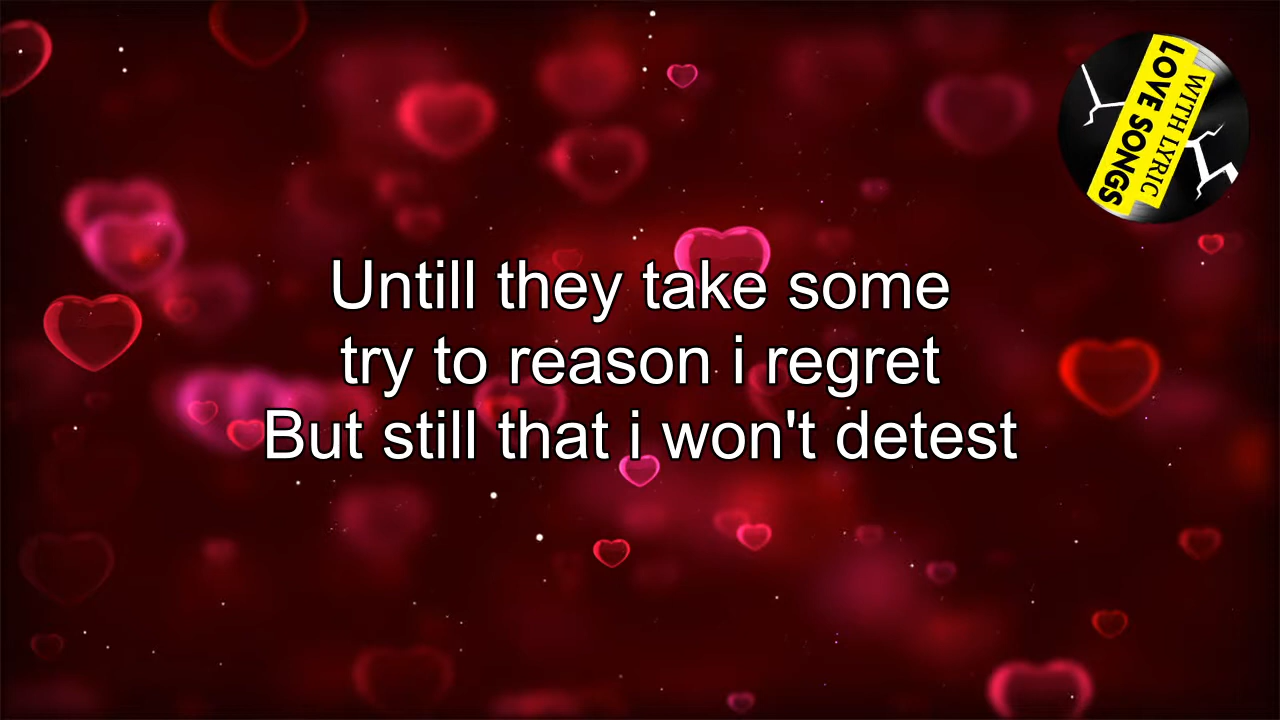 Untill they take some
try to reason i regret
But still that i won't detest
LOVE SONGS
WITH LYRIC